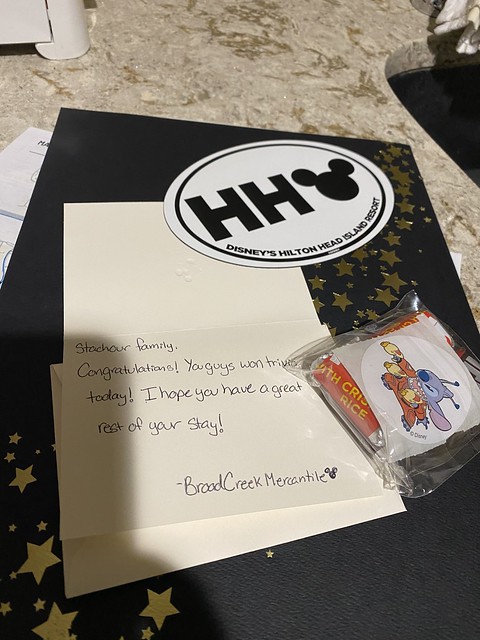 HH
DISNEY'S HILTON HEAD ISLAND RESORT
Stachour family,
Congratulations! You guys won trivia
today! I hope you have a great
rest of your stay!
-BroadCreek Mercantile
RICE
© Disney